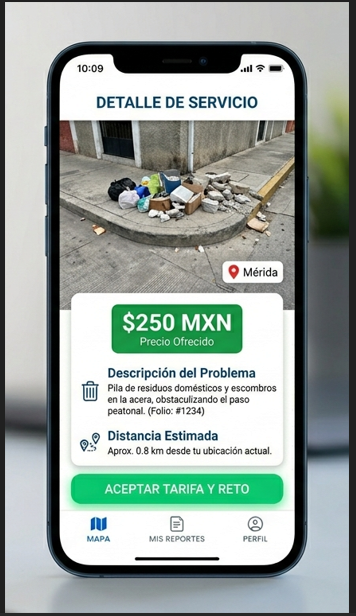 10:09
DETALLE DE SERVICIO
Mérida
$250 MXN
Precio Ofrecido
Descripción del Problema
Pila de residuos domésticos y escombros
en la acera, obstaculizando el paso
peatonal. (Folio: #1234)
Distancia Estimada
Aprox. 0.8 km desde tu ubicación actual.
ACEPTAR TARIFA Y RETO
MAPA
MIS REPORTES
PERFIL